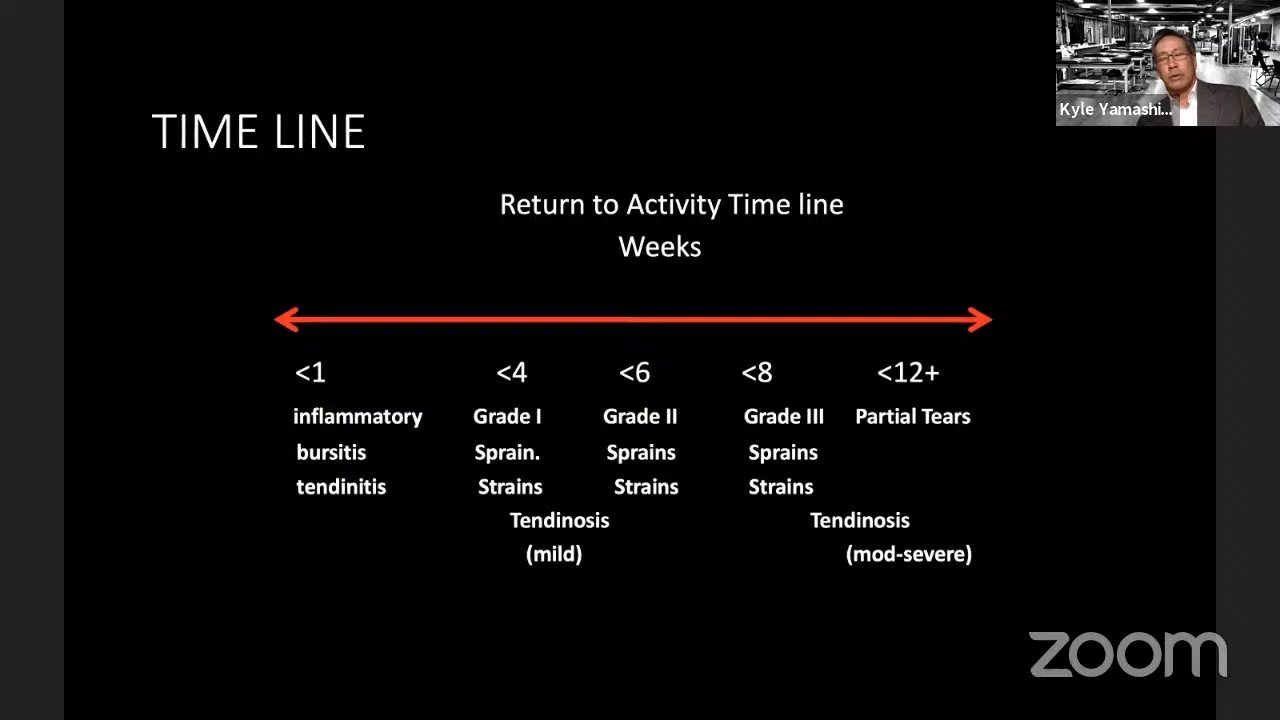 Kyle Yamashi...
TIME LINE
Return to Activity Time line
Weeks
<1 <4 <6 <8 <12+
inflammatory Grade I Grade II Grade III Partial Tears
bursitis Sprain. Sprains Sprains
tendinitis Strains Strains Strains
Tendinosis Tendinosis
(mild) (mod-severe)
zoom